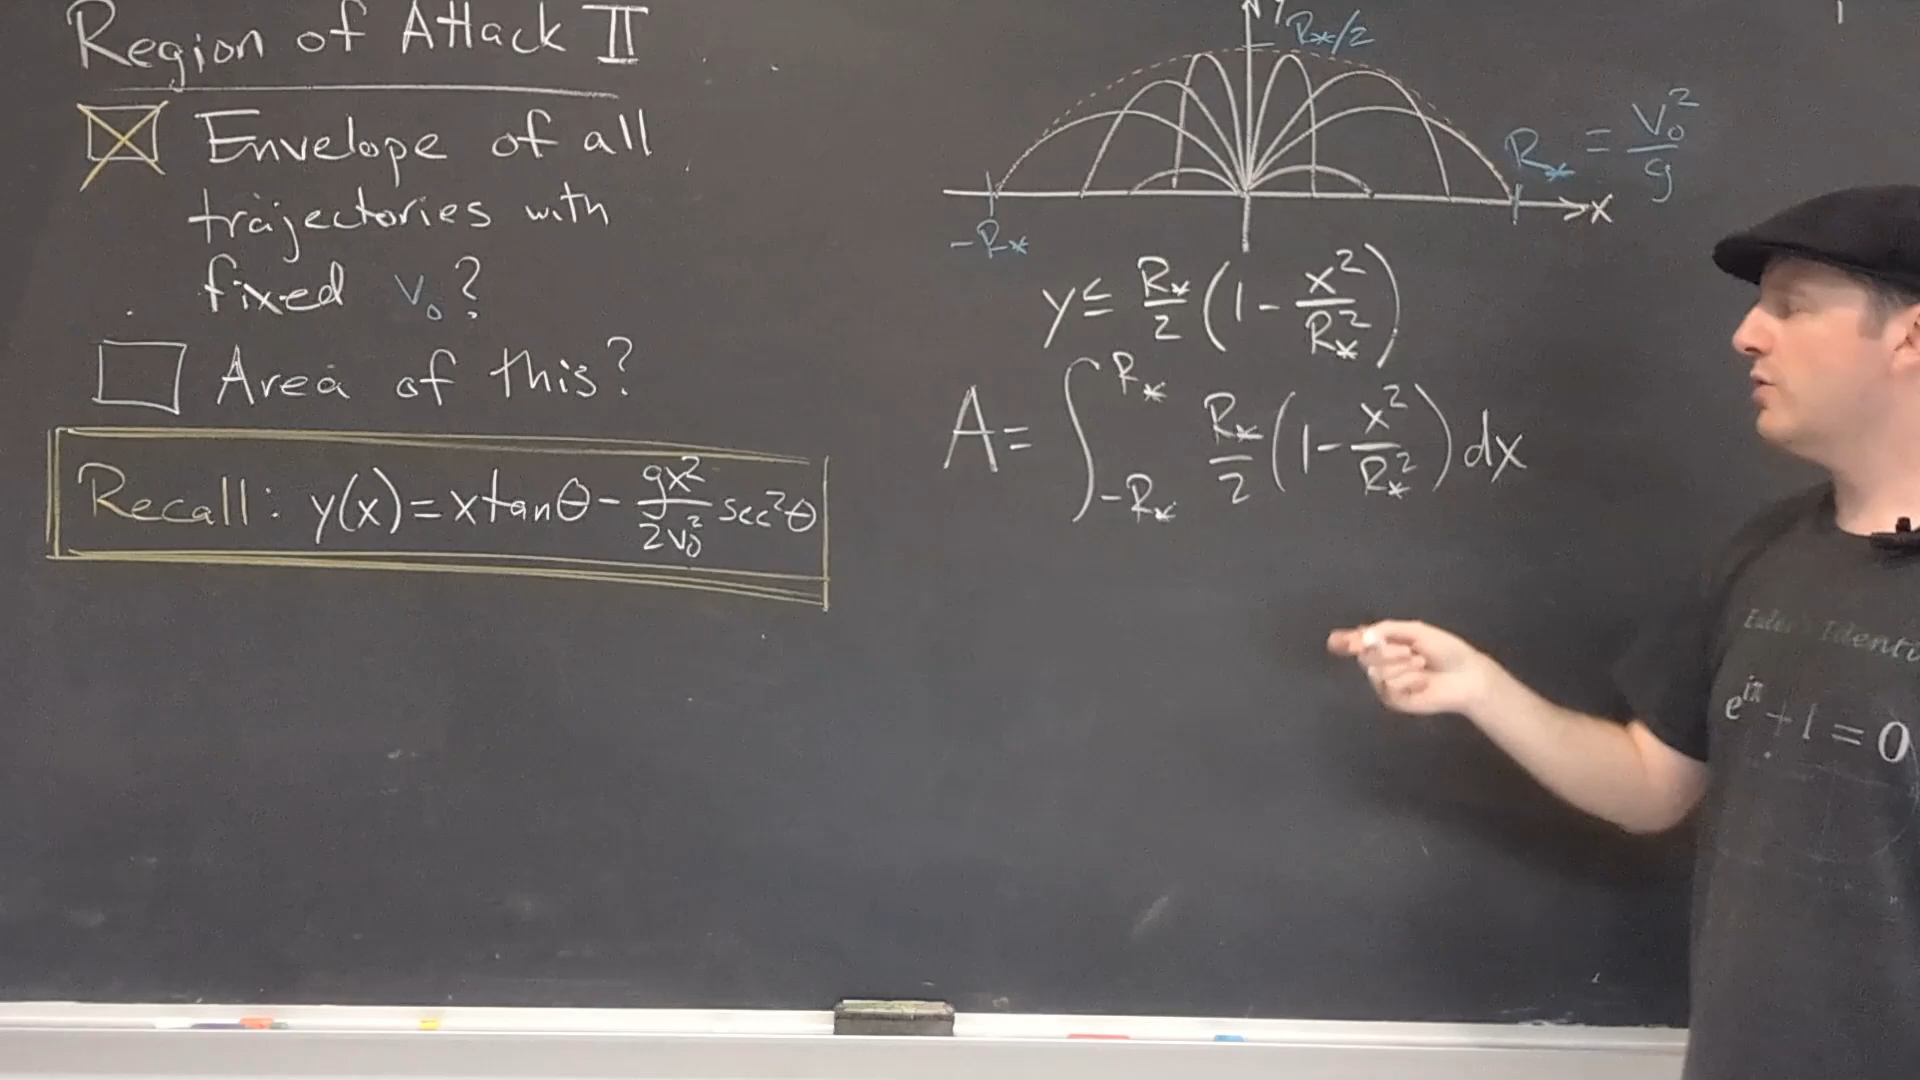 Region of Attack II
Envelope of all
trajectories with
fixed v₀?
Area of this?
Recall: y(x) = x tanθ - gx²/2v₀² sec²θ
y
R*/2
R* = v₀²/g
x
-R*
y ≤ R*/2 (1 - x²/R*²)
A = ∫_{-R*}^{R*} R*/2 (1 - x²/R*²) dx
e^{iπ} + 1 = 0